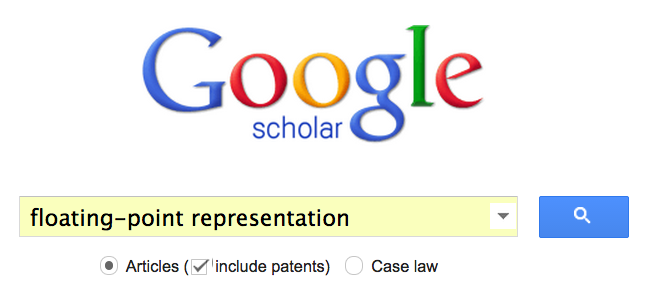 Google
scholar
floating-point representation
Articles (include patents) Case law